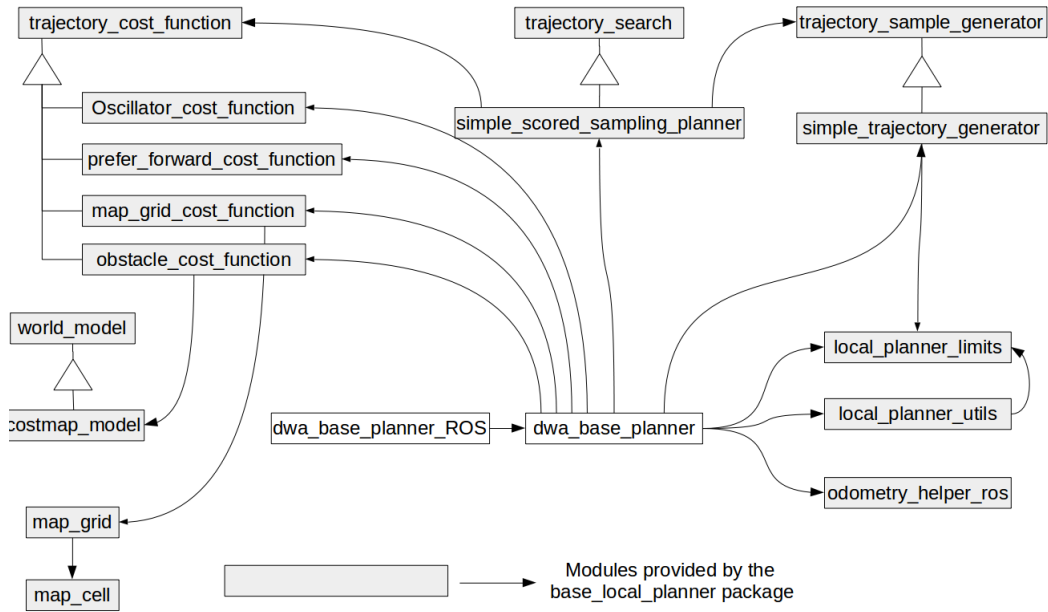 trajectory_cost_function
trajectory_search
trajectory_sample_generator
Oscillator_cost_function
simple_scored_sampling_planner
simple_trajectory_generator
prefer_forward_cost_function
map_grid_cost_function
obstacle_cost_function
world_model
local_planner_limits
costmap_model
dwa_base_planner_ROS
dwa_base_planner
local_planner_utils
odometry_helper_ros
map_grid
map_cell
Modules provided by the
base_local_planner package